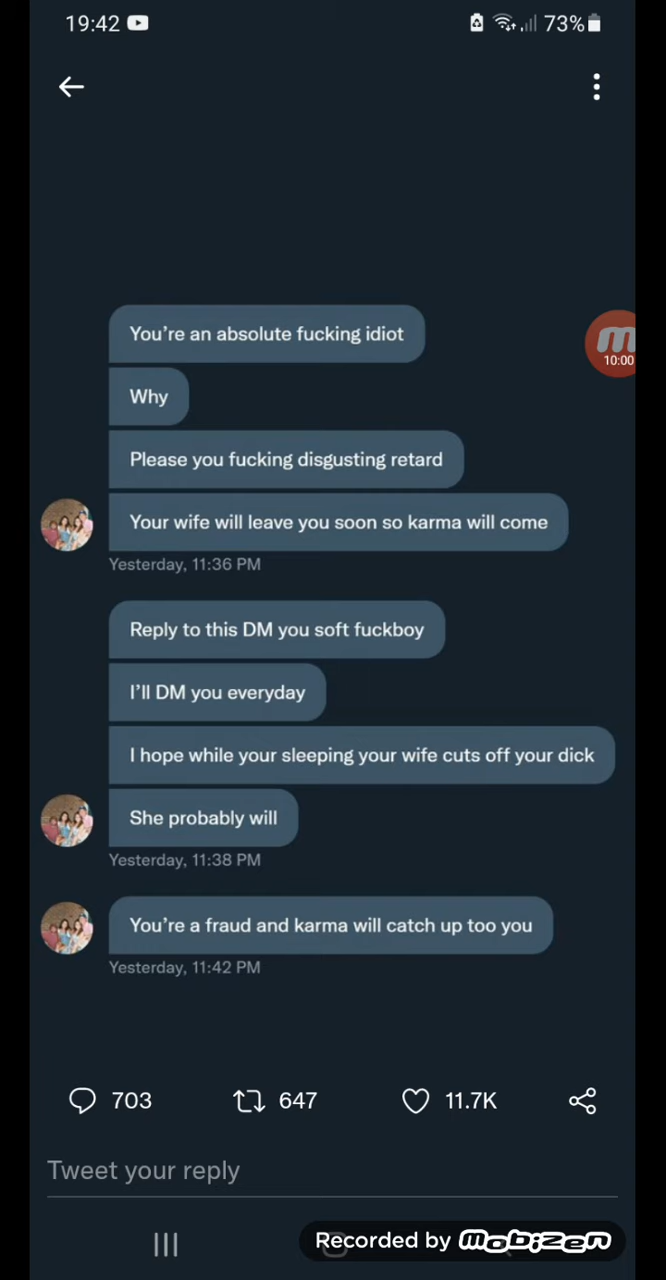 19:42
73%
10:00
You're an absolute fucking idiot
Why
Please you fucking disgusting retard
Your wife will leave you soon so karma will come
Yesterday, 11:36 PM
Reply to this DM you soft fuckboy
I'll DM you everyday
I hope while your sleeping your wife cuts off your dick
She probably will
Yesterday, 11:38 PM
You're a fraud and karma will catch up too you
Yesterday, 11:42 PM
703 647 11.7K
Tweet your reply
Recorded by mobizen